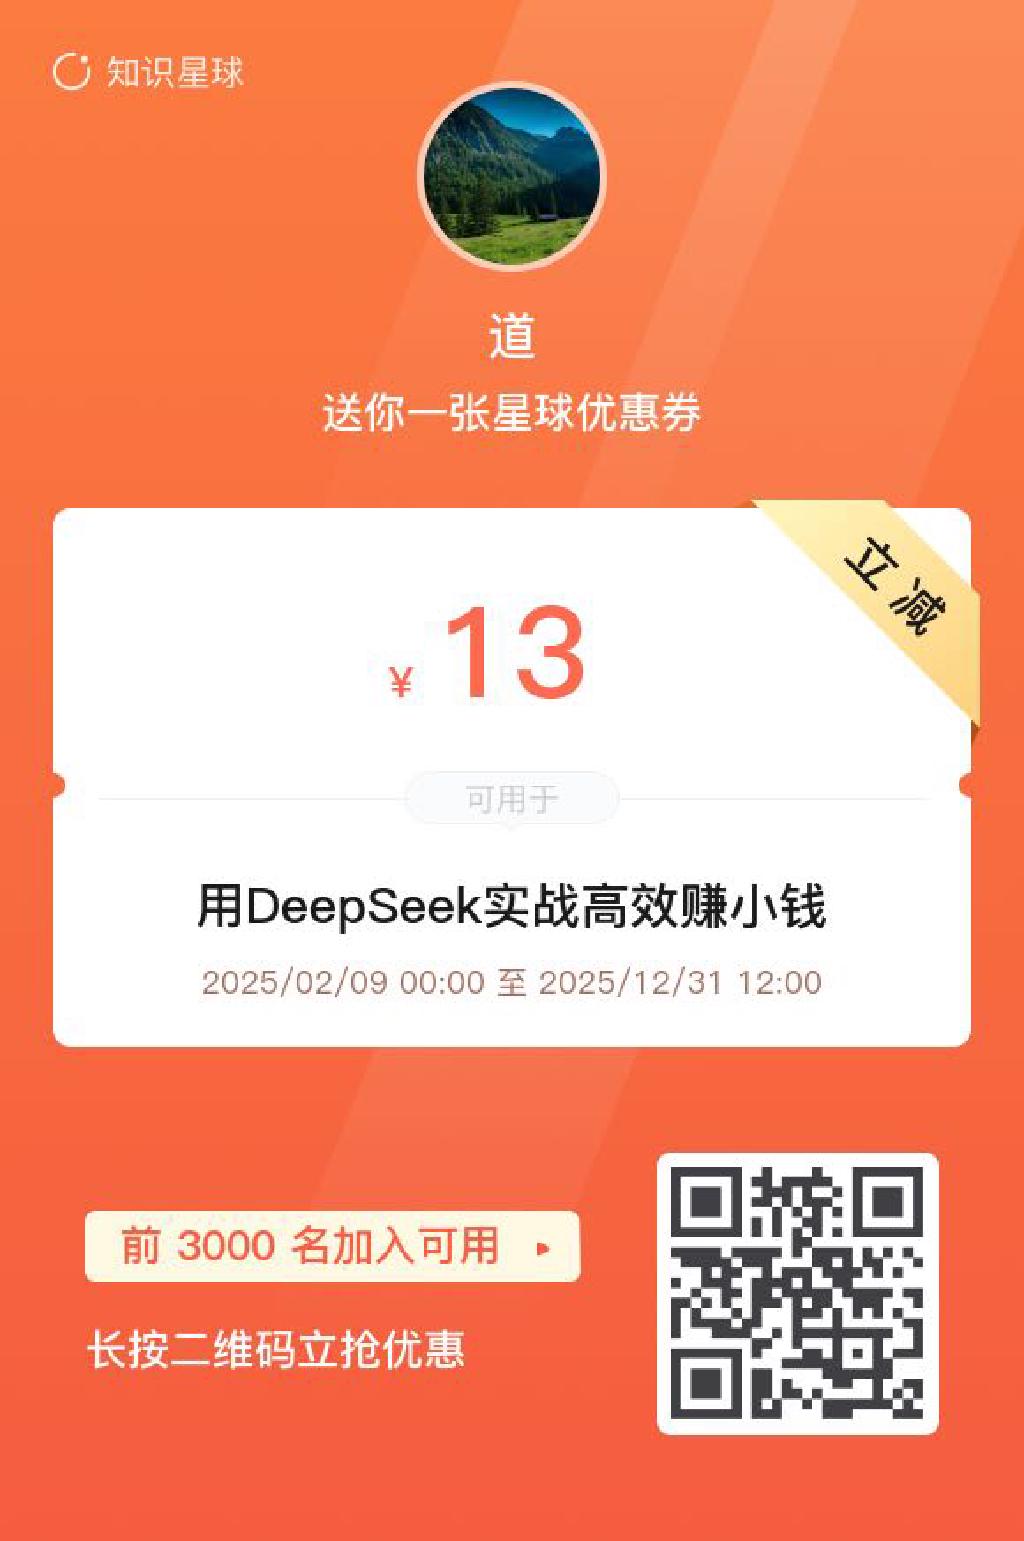 知识星球
道
送你一张星球优惠券
立减
¥ 13
可用于
用DeepSeek实战高效赚小钱
2025/02/09 00:00 至 2025/12/31 12:00
前 3000 名加入可用
长按二维码立抢优惠